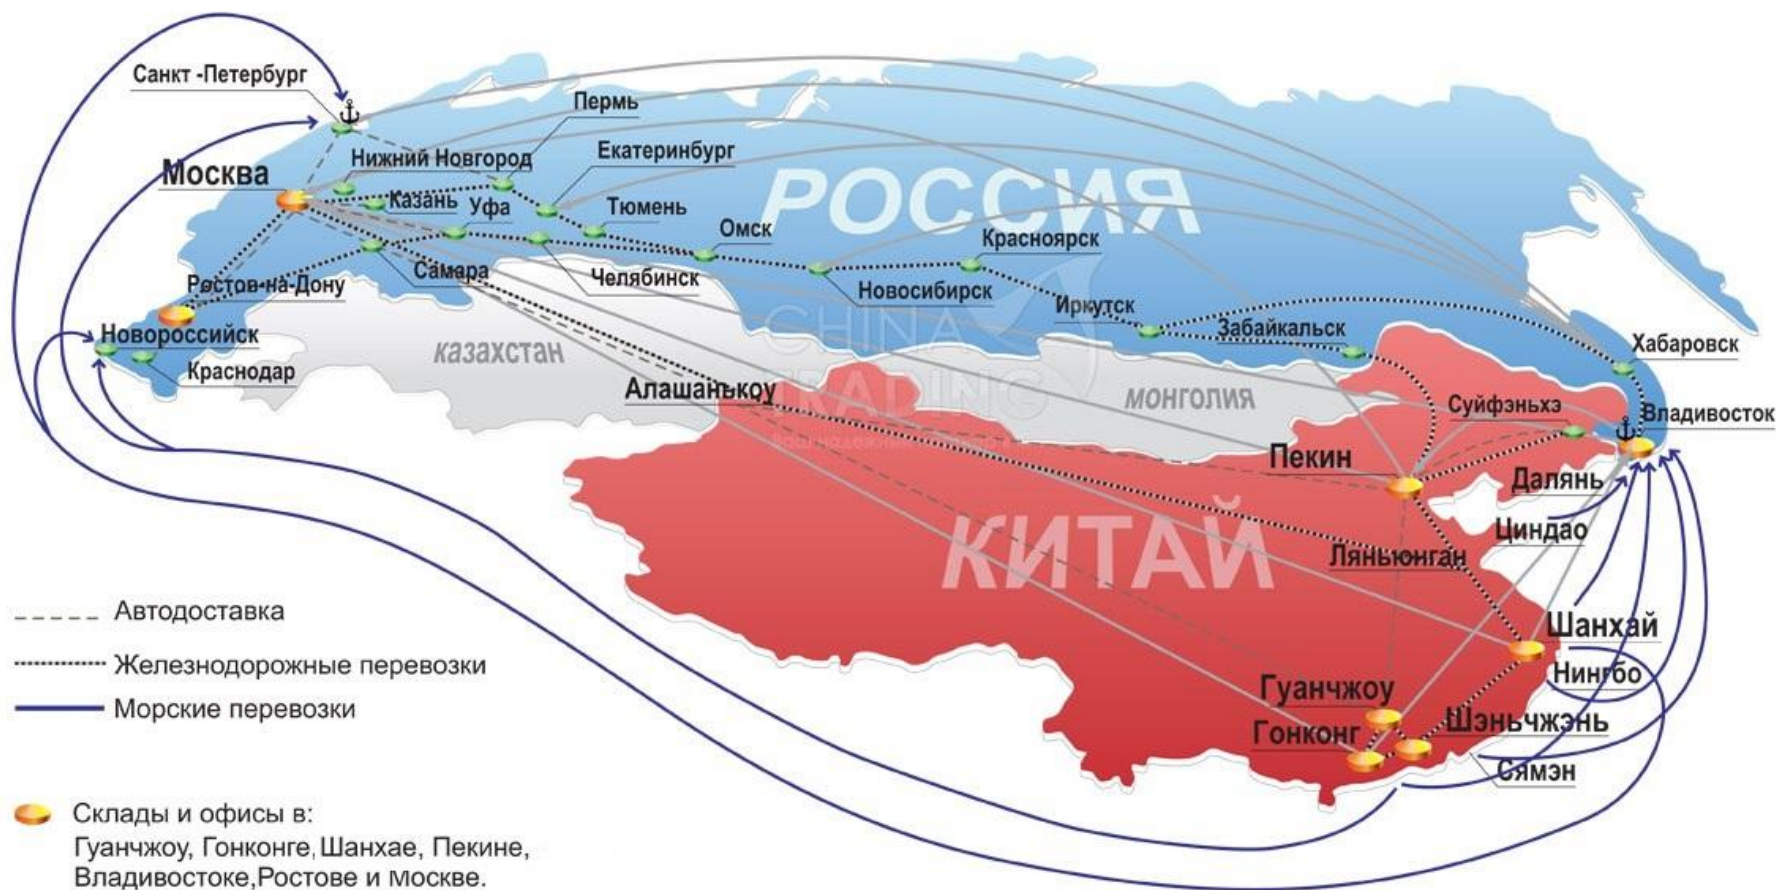 Санкт -Петербург
Пермь
Нижний Новгород
Екатеринбург
Москва
Казань
Уфа
Тюмень
Омск
Красноярск
РОССИЯ
Ростов-на-Дону
Самара
Челябинск
Новосибирск
Иркутск
Забайкальск
Новороссийск
Краснодар
казахстан
CHINA
TRADING
Алашанькоу
монголия
Хабаровск
Суйфэньхэ
Владивосток
Пекин
Далянь
Циндао
КИТАЙ
Ляньюнган
Шанхай
Нингбо
Гуанчжоу
Гонконг
Шэньчжэнь
Сямэн
Автодоставка
Железнодорожные перевозки
Морские перевозки
Склады и офисы в:
Гуанчжоу, Гонконге, Шанхае, Пекине,
Владивостоке,Ростове и Москве.